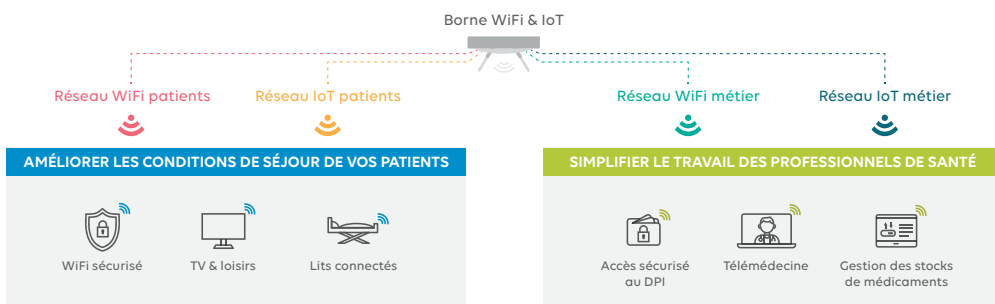 Borne WiFi & IoT
Réseau WiFi patients
Réseau IoT patients
Réseau WiFi métier
Réseau IoT métier
AMÉLIORER LES CONDITIONS DE SÉJOUR DE VOS PATIENTS
SIMPLIFIER LE TRAVAIL DES PROFESSIONNELS DE SANTÉ
WiFi sécurisé
TV & loisirs
Lits connectés
Accès sécurisé
au DPI
Télémédecine
Gestion des stocks
de médicaments